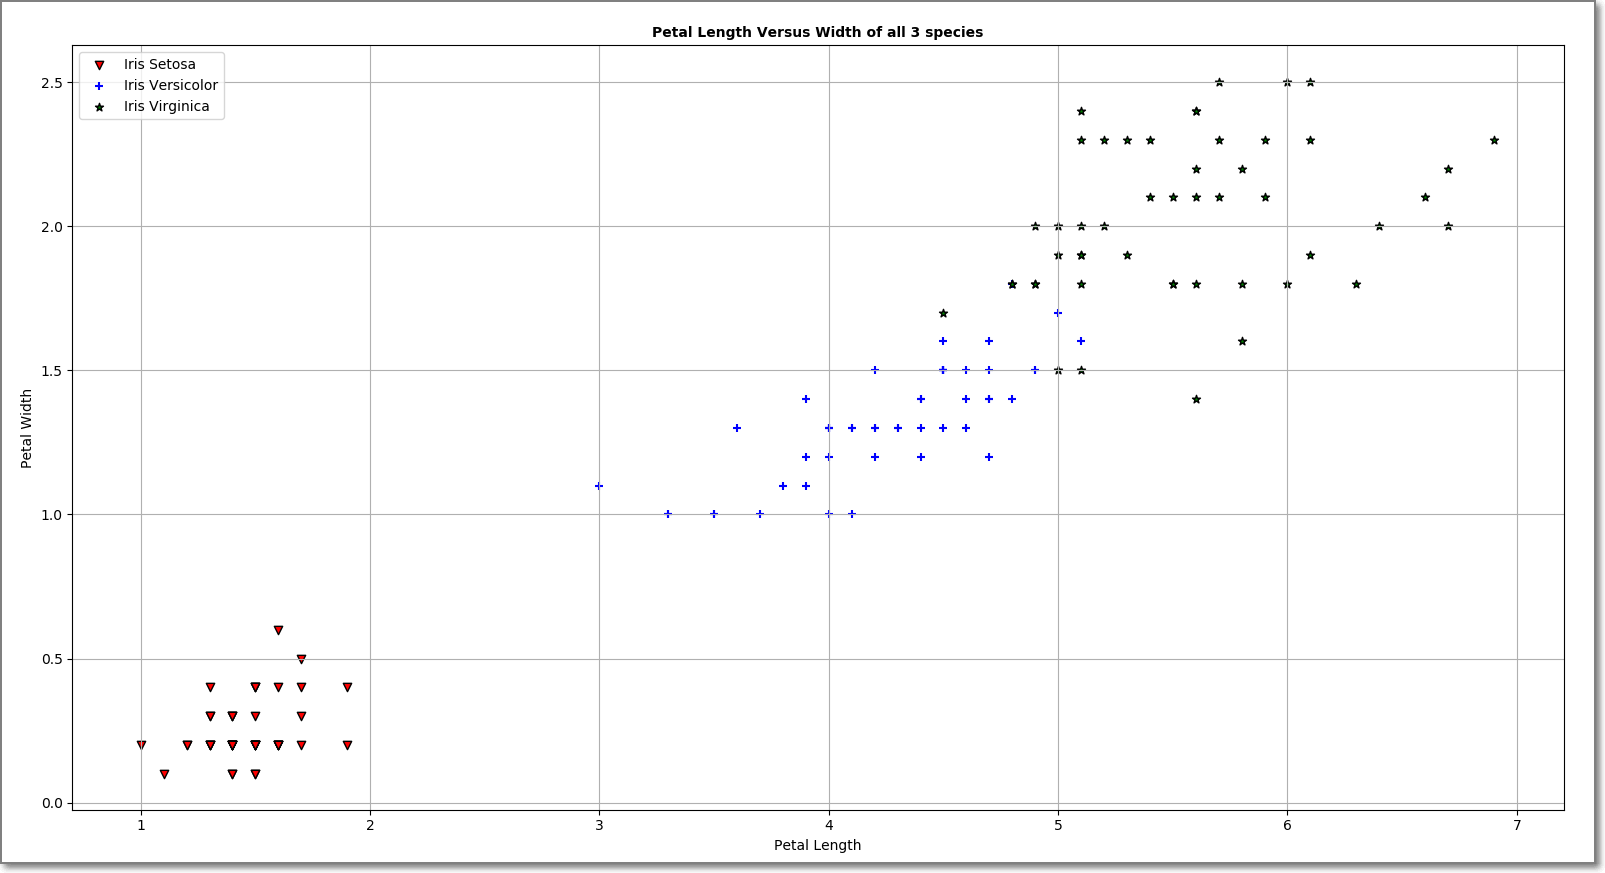 Petal Length Versus Width of all 3 species
Iris Setosa
Iris Versicolor
Iris Virginica
2.5
2.0
1.5
1.0
0.5
0.0
Petal Width
1 2 3 4 5 6 7
Petal Length